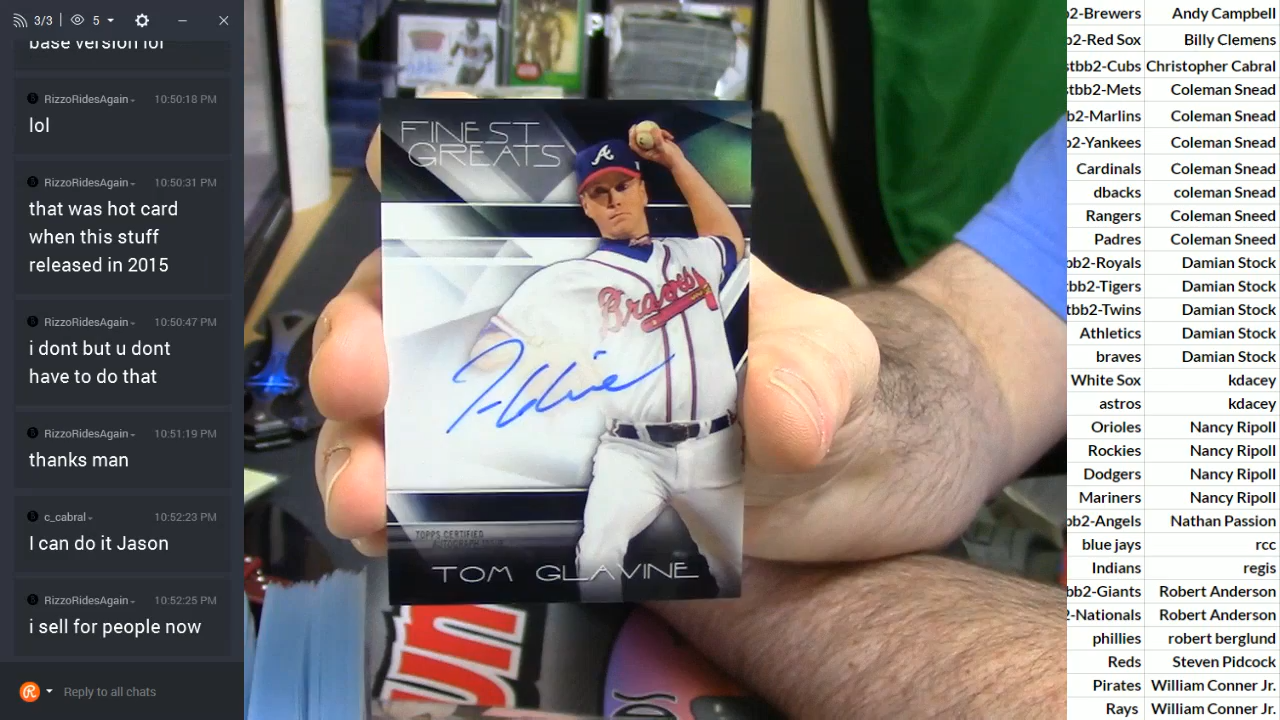 3/3
5
base version lol
RizzoRidesAgain 10:50:18 PM
lol
RizzoRidesAgain 10:50:31 PM
that was hot card
when this stuff
released in 2015
RizzoRidesAgain 10:50:47 PM
i dont but u dont
have to do that
RizzoRidesAgain 10:51:19 PM
thanks man
c_cabral 10:52:23 PM
I can do it Jason
RizzoRidesAgain 10:52:25 PM
i sell for people now
Reply to all chats
FINEST
GREATS
A
Braves
TOPPS CERTIFIED
TOM GLAVINE
b2-Brewers Andy Campbell
b2-Red Sox Billy Clemens
stbb2-Cubs Christopher Cabral
stbb2-Mets Coleman Snead
b2-Marlins Coleman Snead
2-Yankees Coleman Snead
Cardinals Coleman Snead
dbacks coleman Snead
Rangers Coleman Sneed
Padres Coleman Sneed
bb2-Royals Damian Stock
bb2-Tigers Damian Stock
tbb2-Twins Damian Stock
Athletics Damian Stock
braves Damian Stock
White Sox kdacey
astros kdacey
Orioles Nancy Ripoll
Rockies Nancy Ripoll
Dodgers Nancy Ripoll
Mariners Nancy Ripoll
bb2-Angels Nathan Passion
blue jays rcc
Indians regis
bb2-Giants Robert Anderson
2-Nationals Robert Anderson
phillies robert berglund
Reds Steven Pidcock
Pirates William Conner Jr.
Rays William Conner Jr.